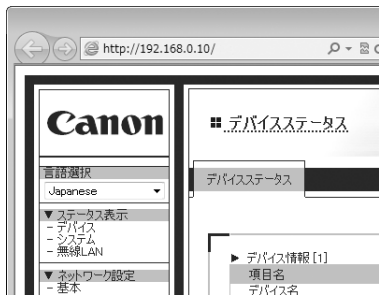 http://192.168.0.10/
Canon
デバイスステータス
言語選択
Japanese
デバイスステータス
▼ ステータス表示
- デバイス
- システム
- 無線LAN
▼ ネットワーク設定
- 基本
▶ デバイス情報 [1]
項目名
デバイス名